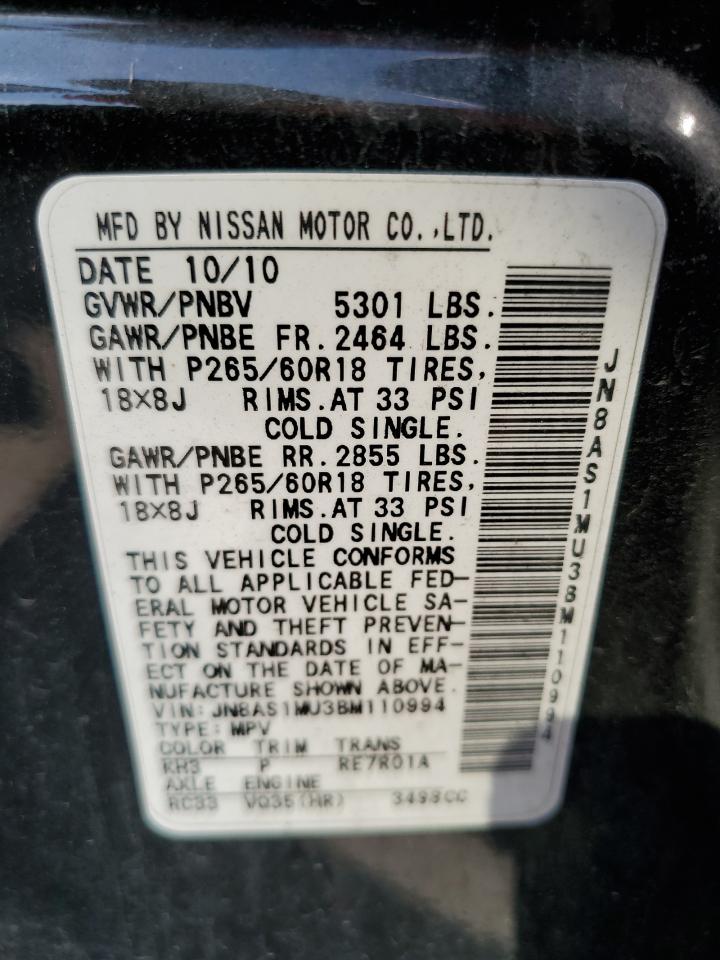 MFD BY NISSAN MOTOR CO.,LTD.
DATE 10/10
GVWR/PNBV 5301 LBS.
GAWR/PNBE FR. 2464 LBS.
WITH P265/60R18 TIRES,
18X8J RIMS. AT 33 PSI
COLD SINGLE.
GAWR/PNBE RR. 2855 LBS.
WITH P265/60R18 TIRES,
18X8J RIMS. AT 33 PSI
COLD SINGLE.
THIS VEHICLE CONFORMS
TO ALL APPLICABLE FED-
ERAL MOTOR VEHICLE SA-
FETY AND THEFT PREVEN-
TION STANDARDS IN EFF-
ECT ON THE DATE OF MA-
NUFACTURE SHOWN ABOVE.
VIN: JN8AS1MU3BM110994
TYPE: MPV
COLOR TRIM TRANS
KH3 P RE7R01A
AXLE ENGINE
RC33 VQ35(HR) 3498CC
JN8AS1MU3BM110994